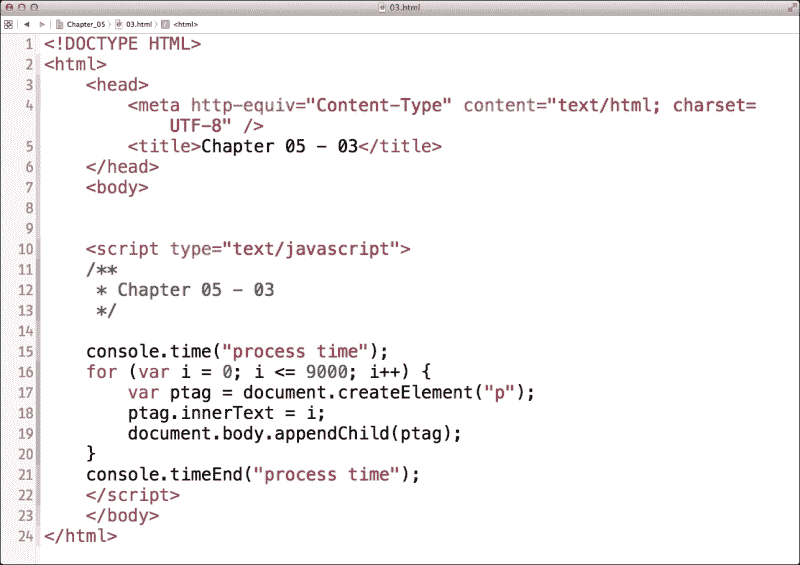 03.html
Chapter_05 › 03.html › <html>
1 <!DOCTYPE HTML>
2 <html>
3 <head>
4 <meta http-equiv="Content-Type" content="text/html; charset=
UTF-8" />
5 <title>Chapter 05 - 03</title>
6 </head>
7 <body>
8
9
10 <script type="text/javascript">
11 /**
12 * Chapter 05 - 03
13 */
14
15 console.time("process time");
16 for (var i = 0; i <= 9000; i++) {
17 var ptag = document.createElement("p");
18 ptag.innerText = i;
19 document.body.appendChild(ptag);
20 }
21 console.timeEnd("process time");
22 </script>
23 </body>
24 </html>